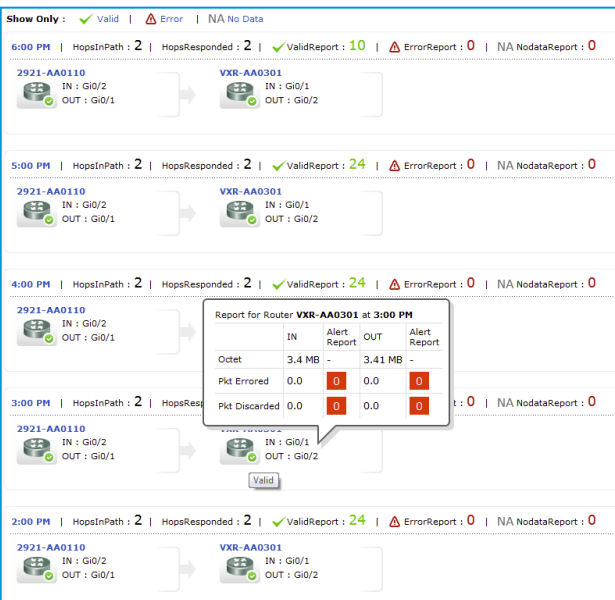 Show Only : Valid | Error | NA No Data
6:00 PM | HopsInPath : 2 | HopsResponded : 2 | ValidReport : 10 | ErrorReport : 0 | NA NodataReport : 0
2921-AA0110 VXR-AA0301
IN : Gi0/2 IN : Gi0/1
OUT : Gi0/1 OUT : Gi0/2
5:00 PM | HopsInPath : 2 | HopsResponded : 2 | ValidReport : 24 | ErrorReport : 0 | NA NodataReport : 0
2921-AA0110 VXR-AA0301
IN : Gi0/2 IN : Gi0/1
OUT : Gi0/1 OUT : Gi0/2
4:00 PM | HopsInPath : 2 | HopsResponded : 2 | ValidReport : 24 | ErrorReport : 0 | NA NodataReport : 0
2921-AA0110
IN : Gi0/2
OUT : Gi0/1
Report for Router VXR-AA0301 at 3:00 PM
IN Alert Report OUT Alert Report
Octet 3.4 MB - 3.41 MB -
Pkt Errored 0.0 0 0.0 0
Pkt Discarded 0.0 0 0.0 0
3:00 PM | HopsInPath : 2 | HopsResp t : 0 | NA NodataReport : 0
2921-AA0110 VXR-AA0301
IN : Gi0/2 IN : Gi0/1
OUT : Gi0/1 OUT : Gi0/2
Valid
2:00 PM | HopsInPath : 2 | HopsResponded : 2 | ValidReport : 24 | ErrorReport : 0 | NA NodataReport : 0
2921-AA0110 VXR-AA0301
IN : Gi0/2 IN : Gi0/1
OUT : Gi0/1 OUT : Gi0/2